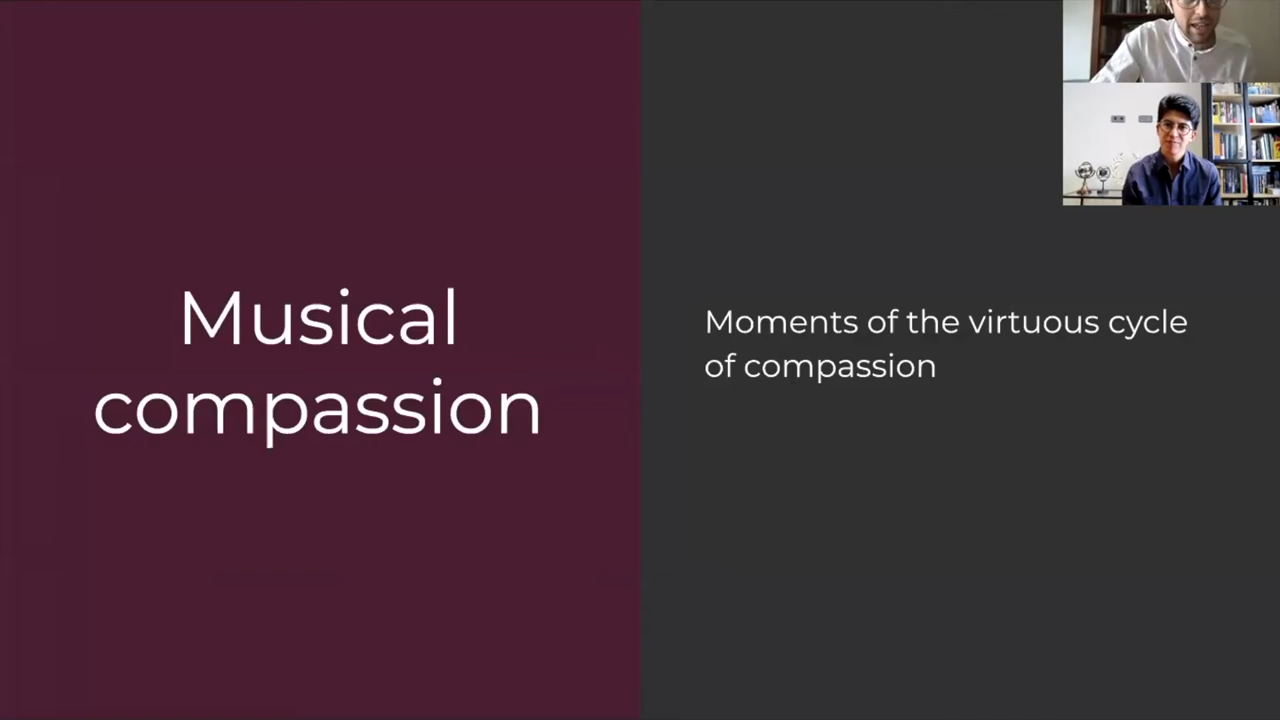 Musical
compassion
Moments of the virtuous cycle
of compassion